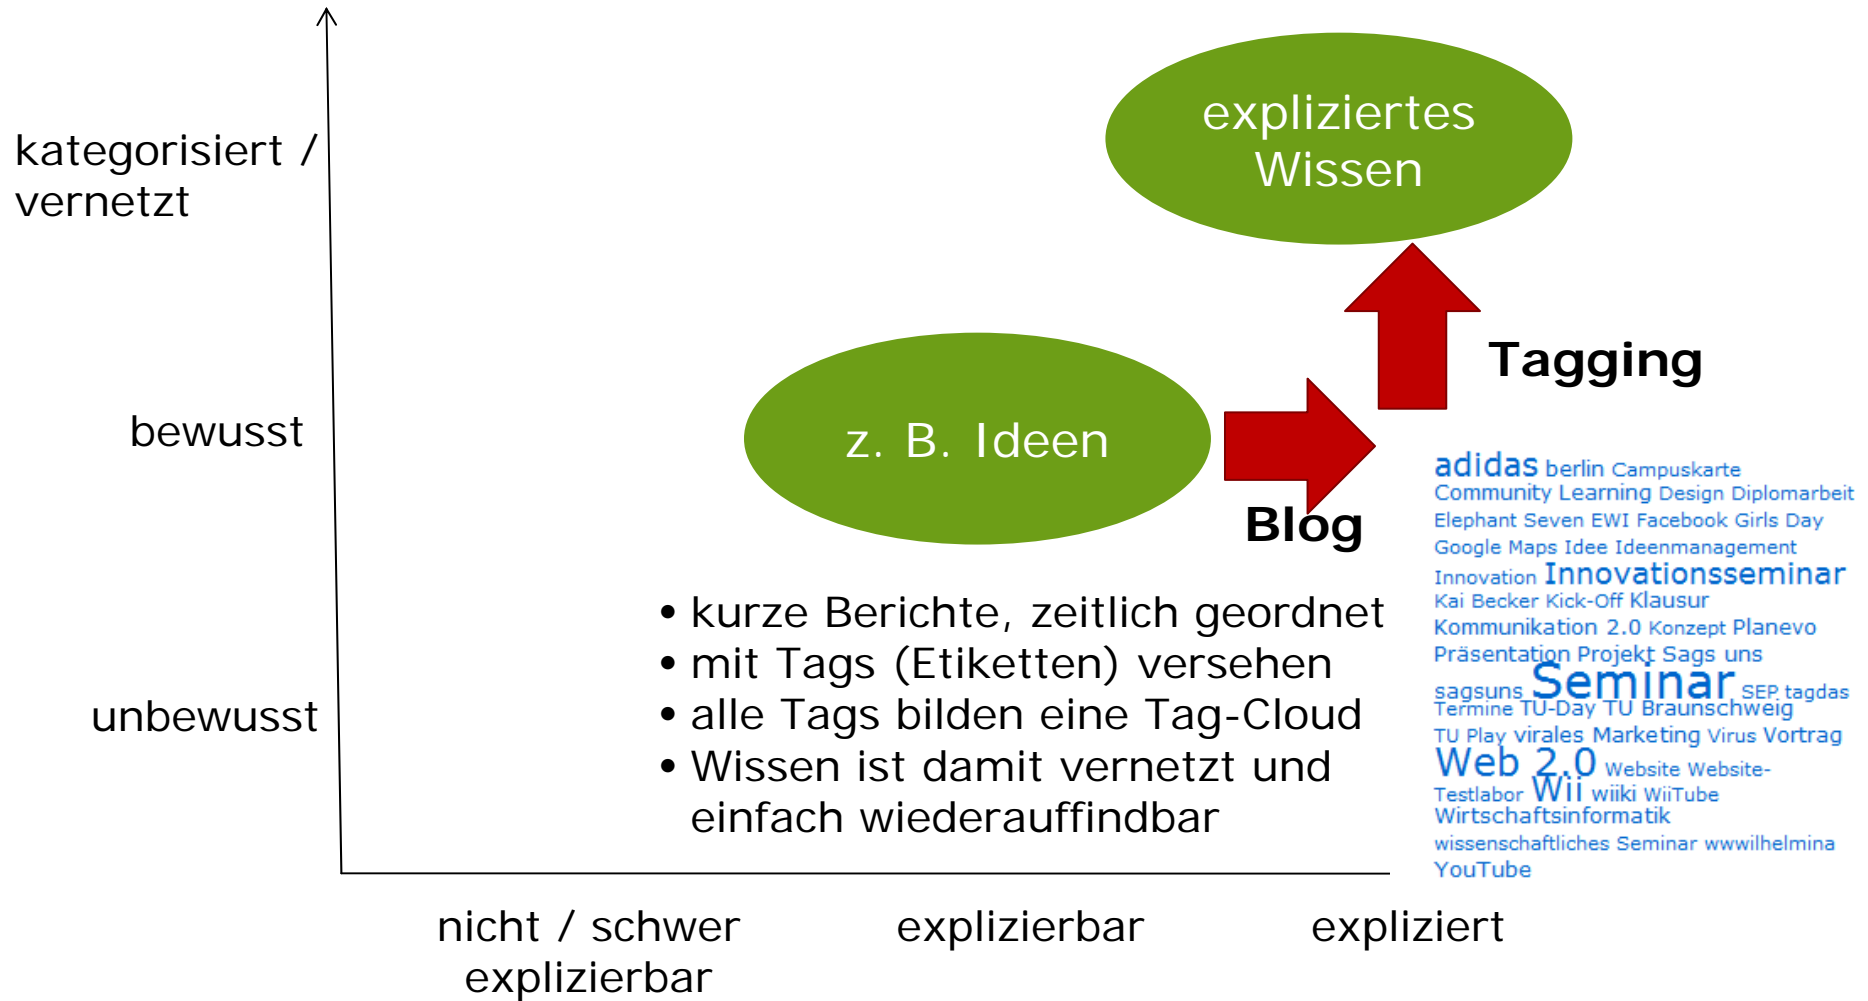 expliziertes
Wissen
kategorisiert /
vernetzt
Tagging
bewusst
z. B. Ideen
Blog
adidas berlin Campuskarte
Community Learning Design Diplomarbeit
Elephant Seven EWI Facebook Girls Day
Google Maps Idee Ideenmanagement
Innovation Innovationsseminar
Kai Becker Kick-Off Klausur
Kommunikation 2.0 Konzept Planevo
Präsentation Projekt Sags uns
sagsuns Seminar SEP tagdas
Termine TU-Day TU Braunschweig
TU Play virales Marketing Virus Vortrag
Web 2.0 Website Website-
Testlabor Wii wiiki WiiTube
Wirtschaftsinformatik
wissenschaftliches Seminar wwwilhelmina
YouTube
• kurze Berichte, zeitlich geordnet
• mit Tags (Etiketten) versehen
• alle Tags bilden eine Tag-Cloud
• Wissen ist damit vernetzt und
einfach wiederauffindbar
unbewusst
nicht / schwer
explizierbar
explizierbar
expliziert